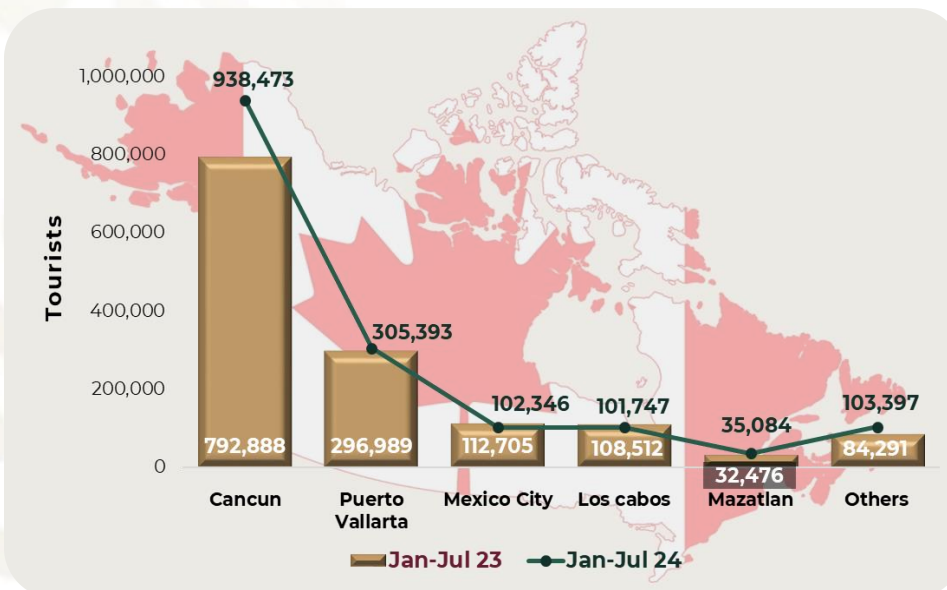 1,000,000
938,473
800,000
Tourists
600,000
400,000
305,393
200,000
102,346
101,747
35,084
103,397
792,888
296,989
112,705
108,512
32,476
84,291
0
Cancun
Puerto
Vallarta
Mexico City
Los cabos
Mazatlan
Others
Jan-Jul 23
Jan-Jul 24